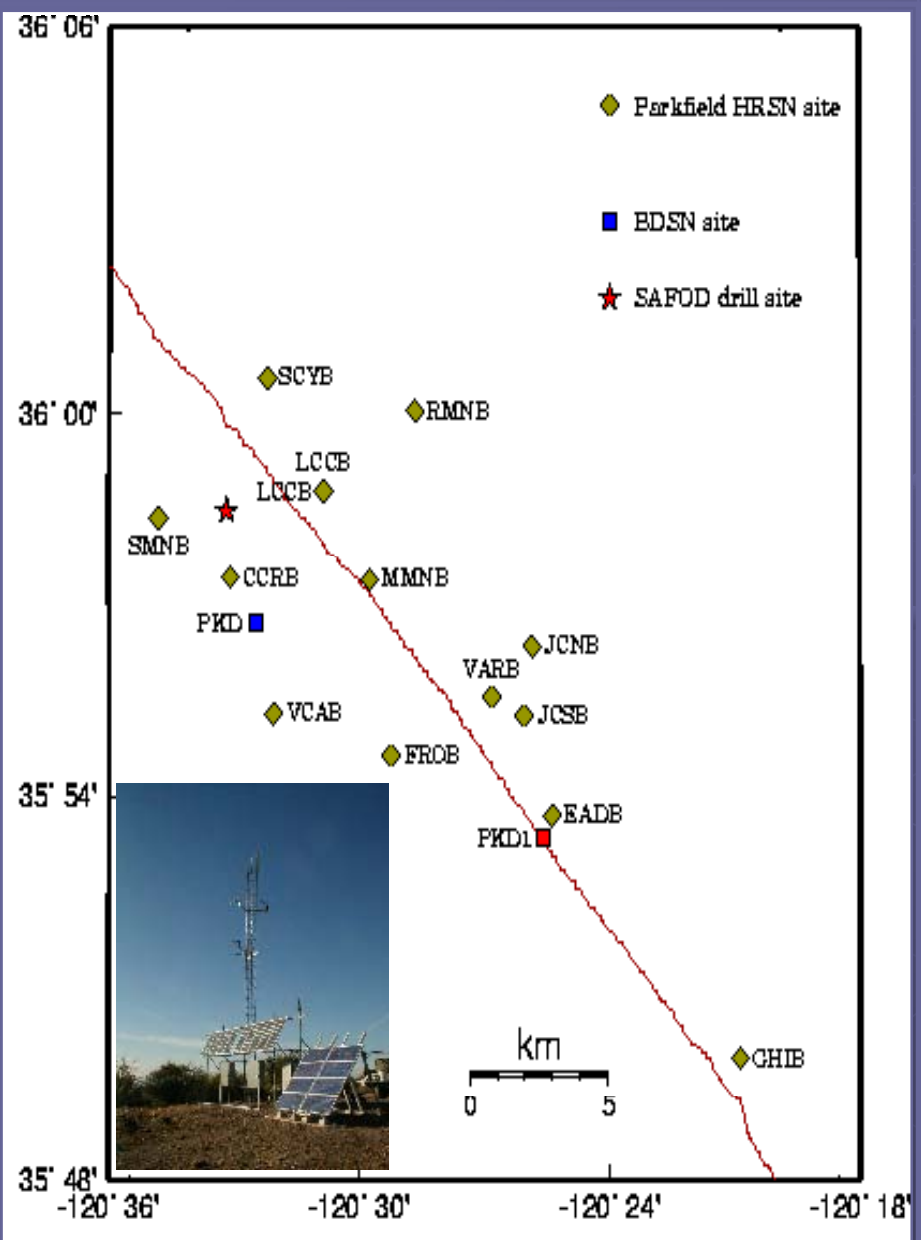 36° 06'
Parkfield HRSN site
BDSN site
SAFOD drill site
SCYB
36° 00'
RMNB
LCCB
LCCB
SMNB
CCRB
MMNB
PKD
JCNB
VARB
VCAB
JCSB
FROB
35° 54'
EADB
PKD1
km
0 5
GHIB
35° 48'
-120° 36' -120° 30' -120° 24' -120° 18'